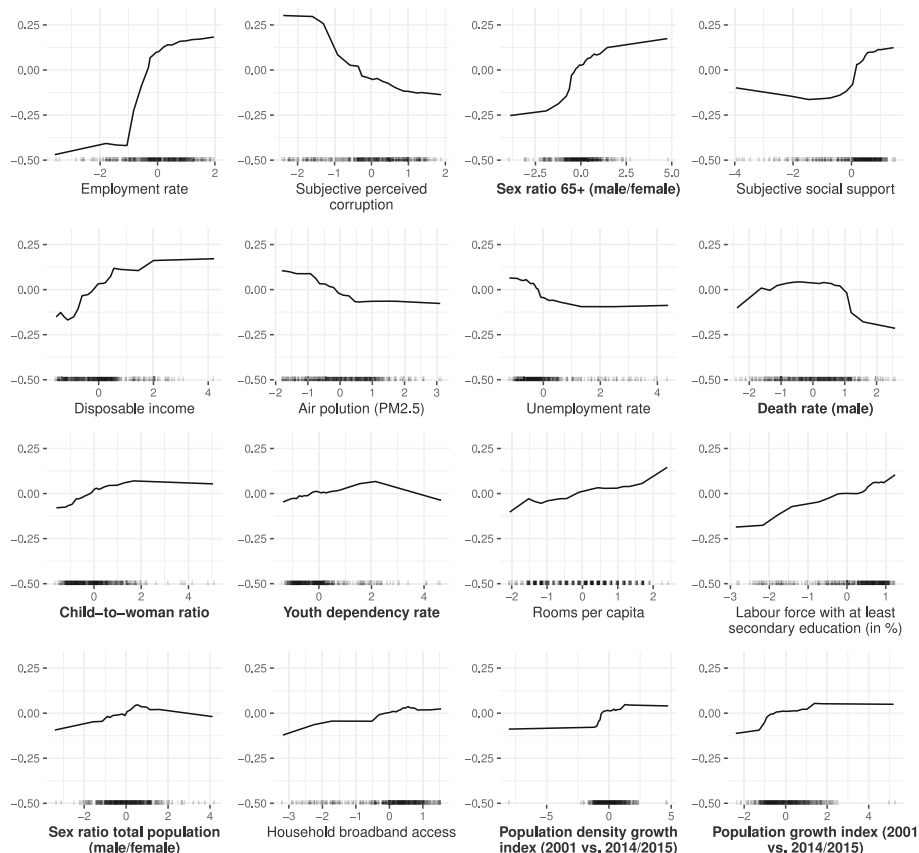 0.25
0.00
−0.25
−0.50
−2 0 2
Employment rate
0.25
0.00
−0.25
−0.50
−2 −1 0 1 2
Subjective perceived
corruption
0.25
0.00
−0.25
−0.50
−2.5 0.0 2.5 5.0
Sex ratio 65+ (male/female)
0.25
0.00
−0.25
−0.50
−4 −2 0
Subjective social support
0.25
0.00
−0.25
−0.50
0 2 4
Disposable income
0.25
0.00
−0.25
−0.50
−2 −1 0 1 2 3
Air polution (PM2.5)
0.25
0.00
−0.25
−0.50
0 2 4
Unemployment rate
0.25
0.00
−0.25
−0.50
−2 −1 0 1 2
Death rate (male)
0.25
0.00
−0.25
−0.50
0 2 4
Child−to−woman ratio
0.25
0.00
−0.25
−0.50
0 2 4
Youth dependency rate
0.25
0.00
−0.25
−0.50
−2 −1 0 1 2
Rooms per capita
0.25
0.00
−0.25
−0.50
−3 −2 −1 0 1
Labour force with at least
secondary education (in %)
0.25
0.00
−0.25
−0.50
−2 0 2 4
Sex ratio total population
(male/female)
0.25
0.00
−0.25
−0.50
−3 −2 −1 0 1
Household broadband access
0.25
0.00
−0.25
−0.50
−5 0 5
Population density growth
index (2001 vs. 2014/2015)
0.25
0.00
−0.25
−0.50
−2 0 2 4
Population growth index (2001
vs. 2014/2015)